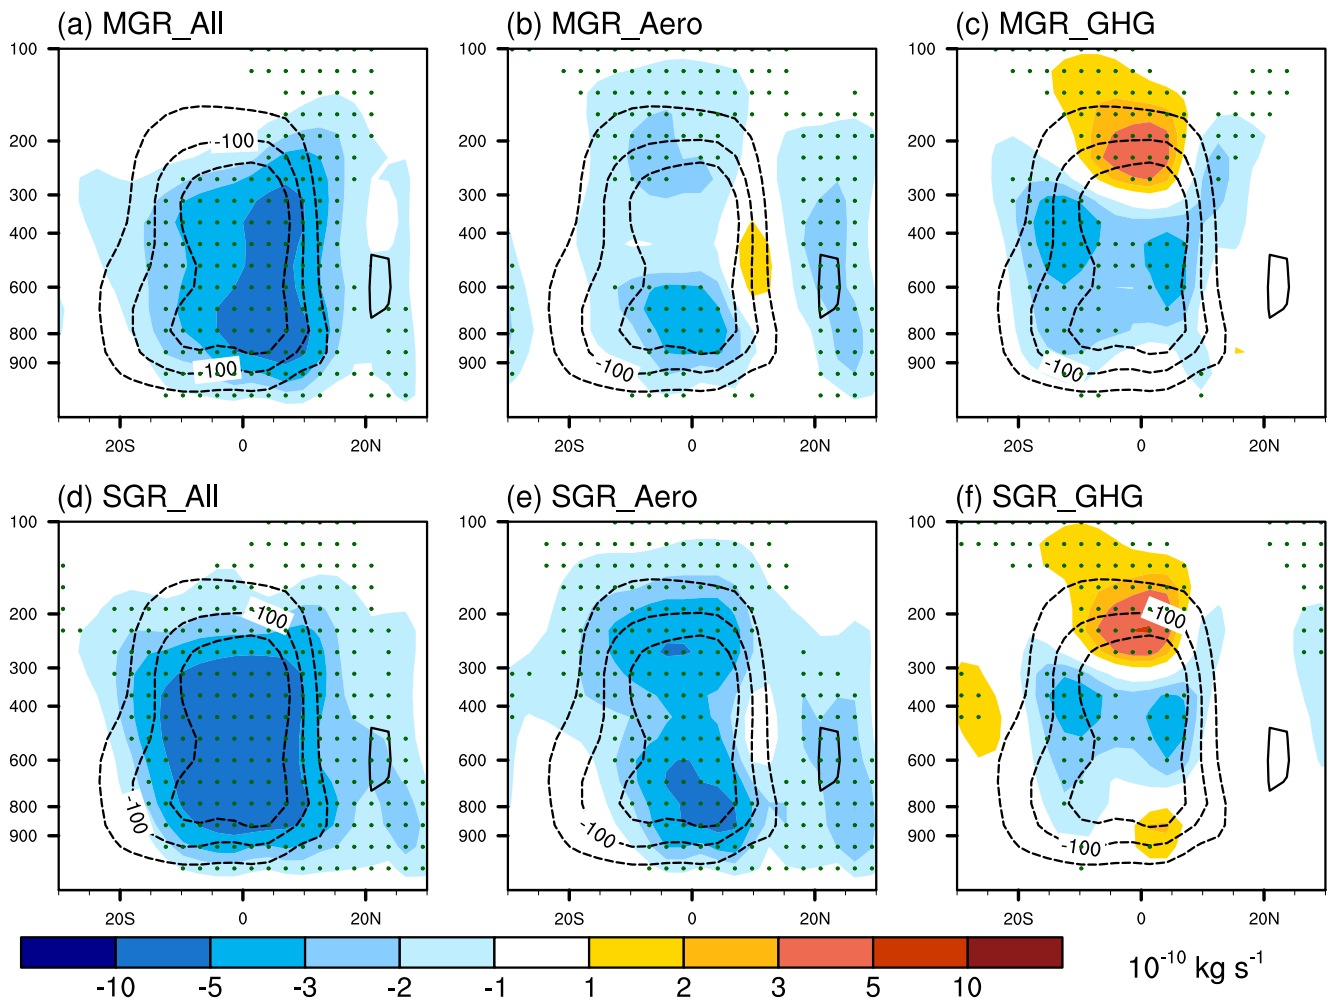 (a) MGR_All
(b) MGR_Aero
(c) MGR_GHG
100
200
300
400
600
800
900
-100
-100
20S
0
20N
100
200
300
400
600
800
900
-100
20S
0
20N
100
200
300
400
600
800
900
-100
20S
0
20N
(d) SGR_All
(e) SGR_Aero
(f) SGR_GHG
100
200
300
400
600
800
900
-100
-100
20S
0
20N
100
200
300
400
600
800
900
-100
20S
0
20N
100
200
300
400
600
800
900
-100
-100
20S
0
20N
-10 -5 -3 -2 -1 1 2 3 5 10
10⁻¹⁰ kg s⁻¹